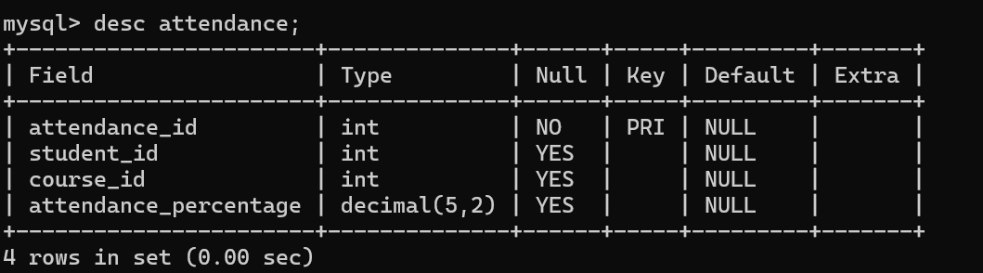 mysql> desc attendance;
+-----------------------+--------------+------+-----+---------+-------+
| Field                 | Type         | Null | Key | Default | Extra |
+-----------------------+--------------+------+-----+---------+-------+
| attendance_id         | int          | NO   | PRI | NULL    |       |
| student_id            | int          | YES  |     | NULL    |       |
| course_id             | int          | YES  |     | NULL    |       |
| attendance_percentage | decimal(5,2) | YES  |     | NULL    |       |
+-----------------------+--------------+------+-----+---------+-------+
4 rows in set (0.00 sec)